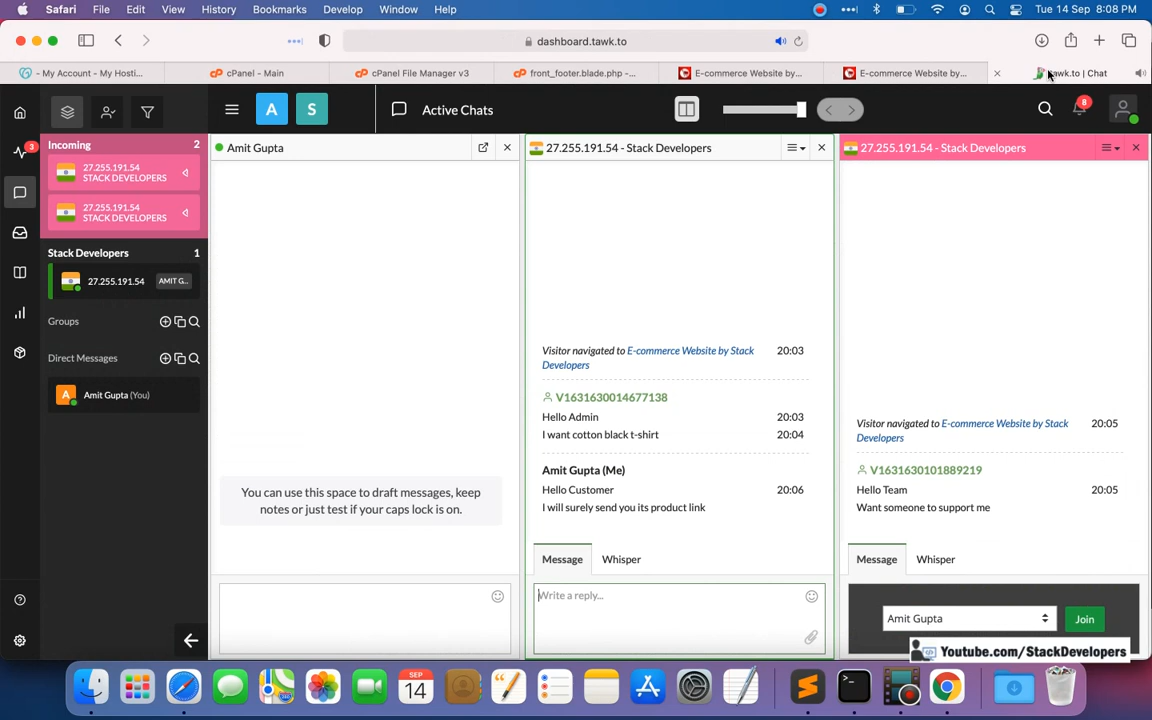 Safari File Edit View History Bookmarks Develop Window Help Tue 14 Sep 8:08 PM
dashboard.tawk.to
- My Account - My Hosti... cPanel - Main cPanel File Manager v3 front_footer.blade.php -... E-commerce Website by... E-commerce Website by... tawk.to | Chat
A S Active Chats 8
Incoming 2
27.255.191.54
STACK DEVELOPERS
27.255.191.54
STACK DEVELOPERS
3
Stack Developers 1
27.255.191.54 AMIT G...
Groups
Direct Messages
A Amit Gupta (You)
Amit Gupta
You can use this space to draft messages, keep
notes or just test if your caps lock is on.
27.255.191.54 - Stack Developers
Visitor navigated to E-commerce Website by Stack 20:03
Developers
V1631630014677138
Hello Admin 20:03
I want cotton black t-shirt 20:04
Amit Gupta (Me)
Hello Customer 20:06
I will surely send you its product link
Message Whisper
Write a reply...
27.255.191.54 - Stack Developers
Visitor navigated to E-commerce Website by Stack 20:05
Developers
V1631630101889219
Hello Team 20:05
Want someone to support me
Message Whisper
Amit Gupta Join
Youtube.com/StackDevelopers
SEP
14